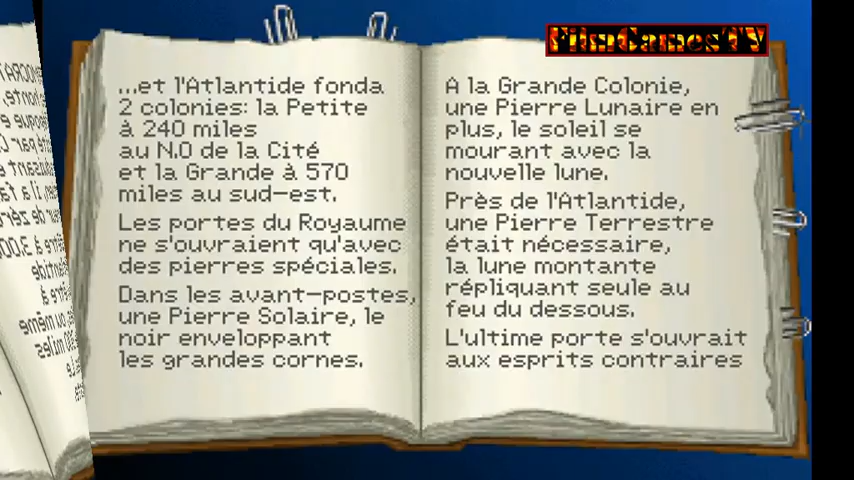 FilmGamesTV
...et l'Atlantide fonda
2 colonies: la Petite
à 240 miles
au N.O de la Cité
et la Grande à 570
miles au sud-est.
Les portes du Royaume
ne s'ouvraient qu'avec
des pierres spéciales.
Dans les avant-postes,
une Pierre Solaire, le
noir enveloppant
les grandes cornes.
A la Grande Colonie,
une Pierre Lunaire en
plus, le soleil se
mourant avec la
nouvelle lune.
Près de l'Atlantide,
une Pierre Terrestre
était nécessaire,
la lune montante
répliquant seule au
feu du dessous.
L'ultime porte s'ouvrait
aux esprits contraires